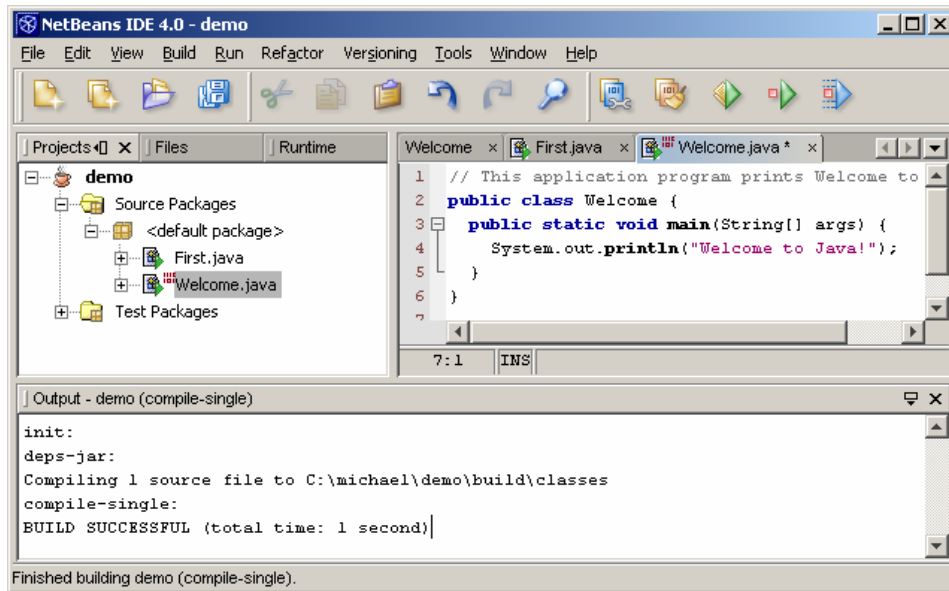 NetBeans IDE 4.0 - demo
File Edit View Build Run Refactor Versioning Tools Window Help
Projects Files Runtime
demo
Source Packages
<default package>
First.java
Welcome.java
Test Packages
Welcome First.java Welcome.java *
1 // This application program prints Welcome to
2 public class Welcome {
3 public static void main(String[] args) {
4 System.out.println("Welcome to Java!");
5 }
6 }
7
7:1 INS
Output - demo (compile-single)
init:
deps-jar:
Compiling 1 source file to C:\michael\demo\build\classes
compile-single:
BUILD SUCCESSFUL (total time: 1 second)
Finished building demo (compile-single).